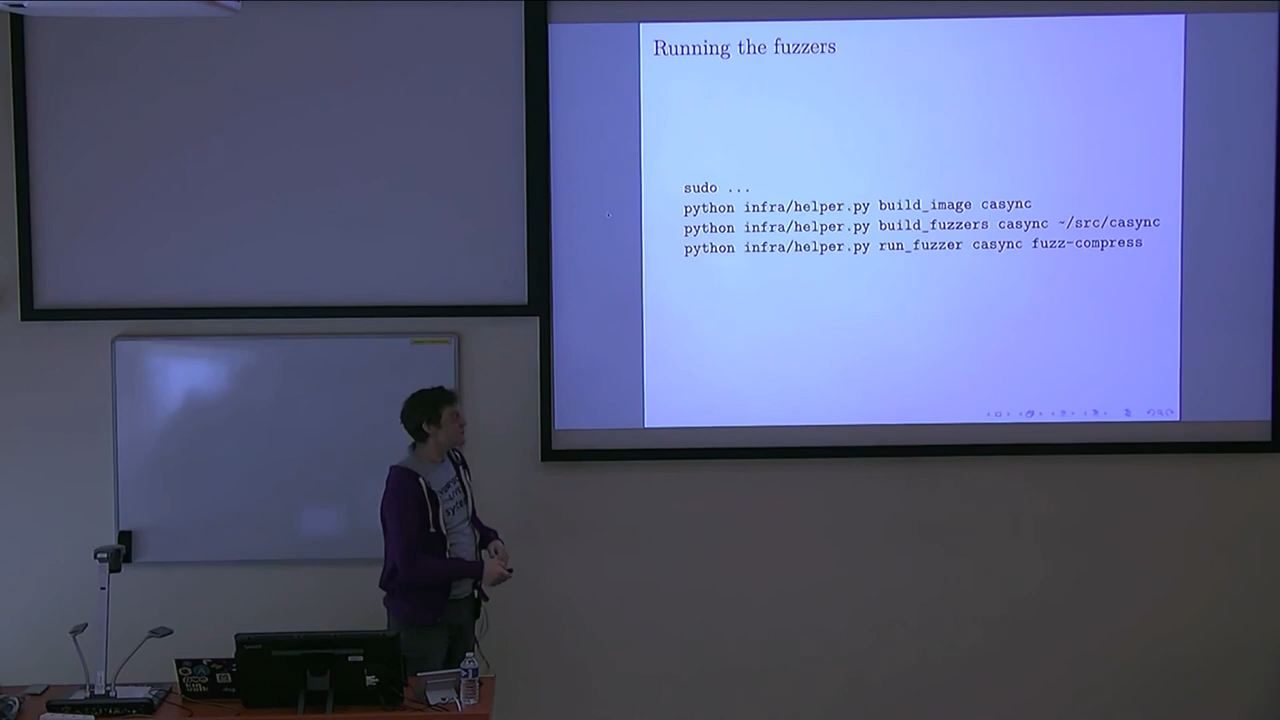 Running the fuzzers
sudo ...
python infra/helper.py build_image casync
python infra/helper.py build_fuzzers casync ~/src/casync
python infra/helper.py run_fuzzer casync fuzz-compress